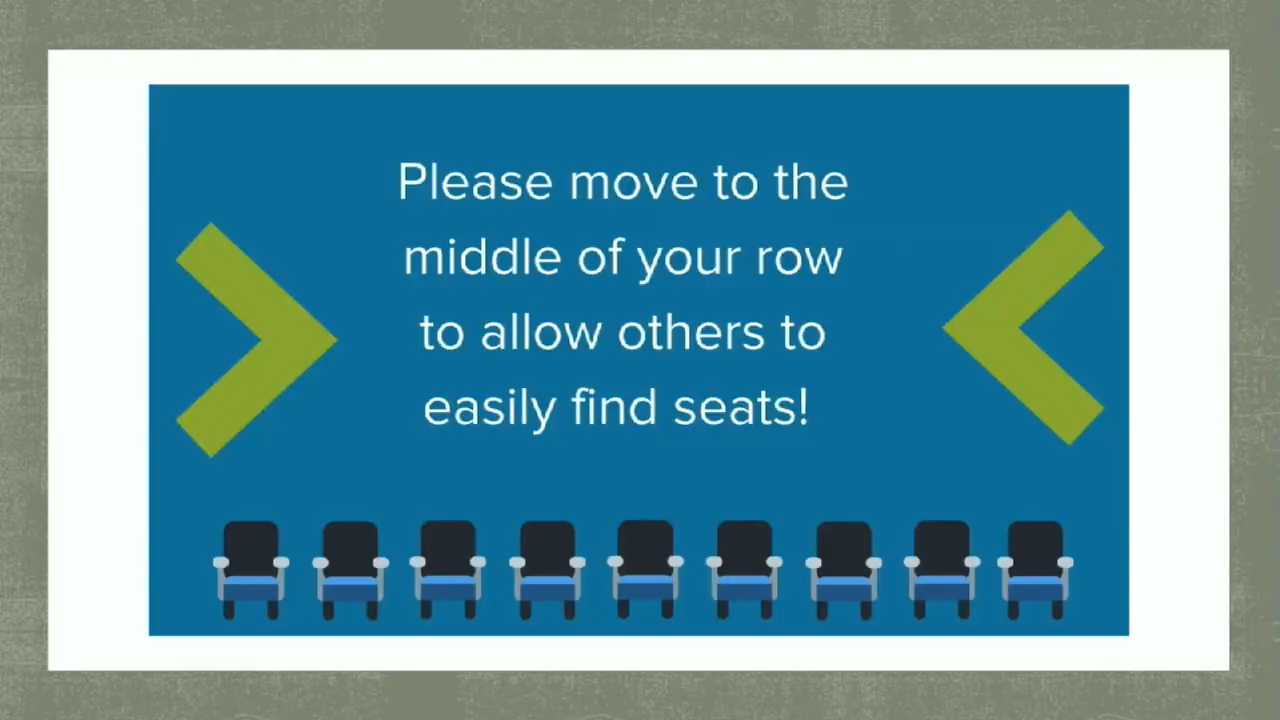 Please move to the
middle of your row
to allow others to
easily find seats!